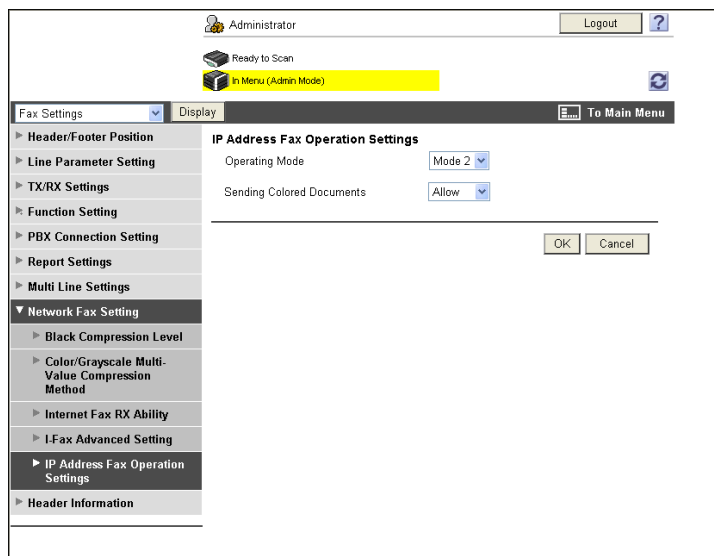 Administrator
Logout
?
Ready to Scan
In Menu (Admin Mode)
Fax Settings
Display
To Main Menu
Header/Footer Position
Line Parameter Setting
TX/RX Settings
Function Setting
PBX Connection Setting
Report Settings
Multi Line Settings
Network Fax Setting
Black Compression Level
Color/Grayscale Multi-
Value Compression
Method
Internet Fax RX Ability
I-Fax Advanced Setting
IP Address Fax Operation
Settings
Header Information
IP Address Fax Operation Settings
Operating Mode
Mode 2
Sending Colored Documents
Allow
OK
Cancel